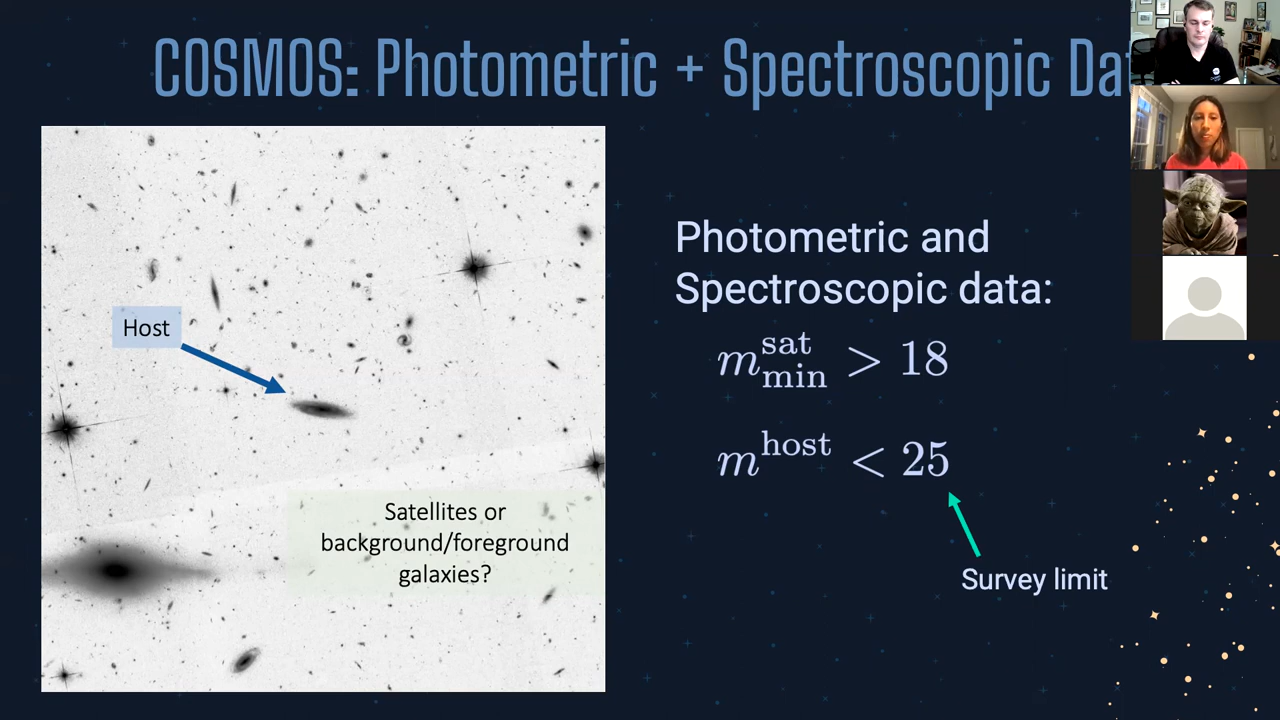 COSMOS: Photometric + Spectroscopic Dat
Host
Satellites or
background/foreground
galaxies?
Photometric and
Spectroscopic data:
m^sat_min > 18
m^host < 25
Survey limit